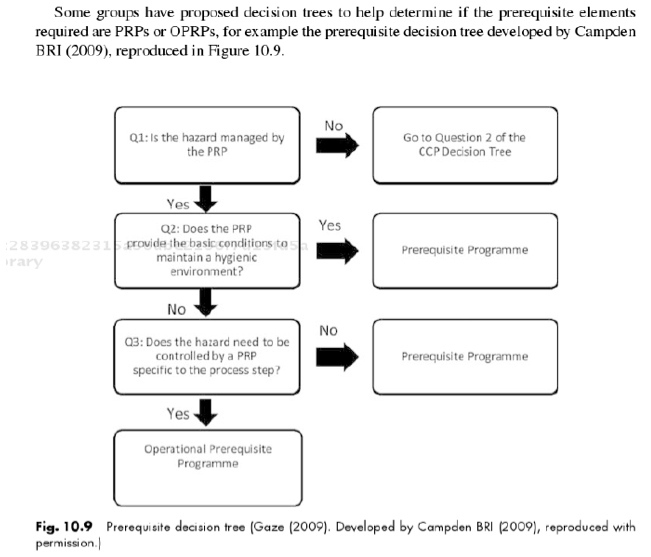 Some groups have proposed decision trees to help determine if the prerequisite elements
required are PRPs or OPRPs, for example the prerequisite decision tree developed by Campden
BRI (2009), reproduced in Figure 10.9.
Q1: Is the hazard managed by
the PRP
No
Go to Question 2 of the
CCP Decision Tree
Yes
Q2: Does the PRP
provide the basic conditions to
maintain a hygienic
environment?
Yes
Prerequisite Programme
No
Q3: Does the hazard need to be
controlled by a PRP
specific to the process step?
No
Prerequisite Programme
Yes
Operational Prerequisite
Programme
Fig. 10.9 Prerequisite decision tree (Gaze (2009). Developed by Campden BRI (2009), reproduced with
permission.)